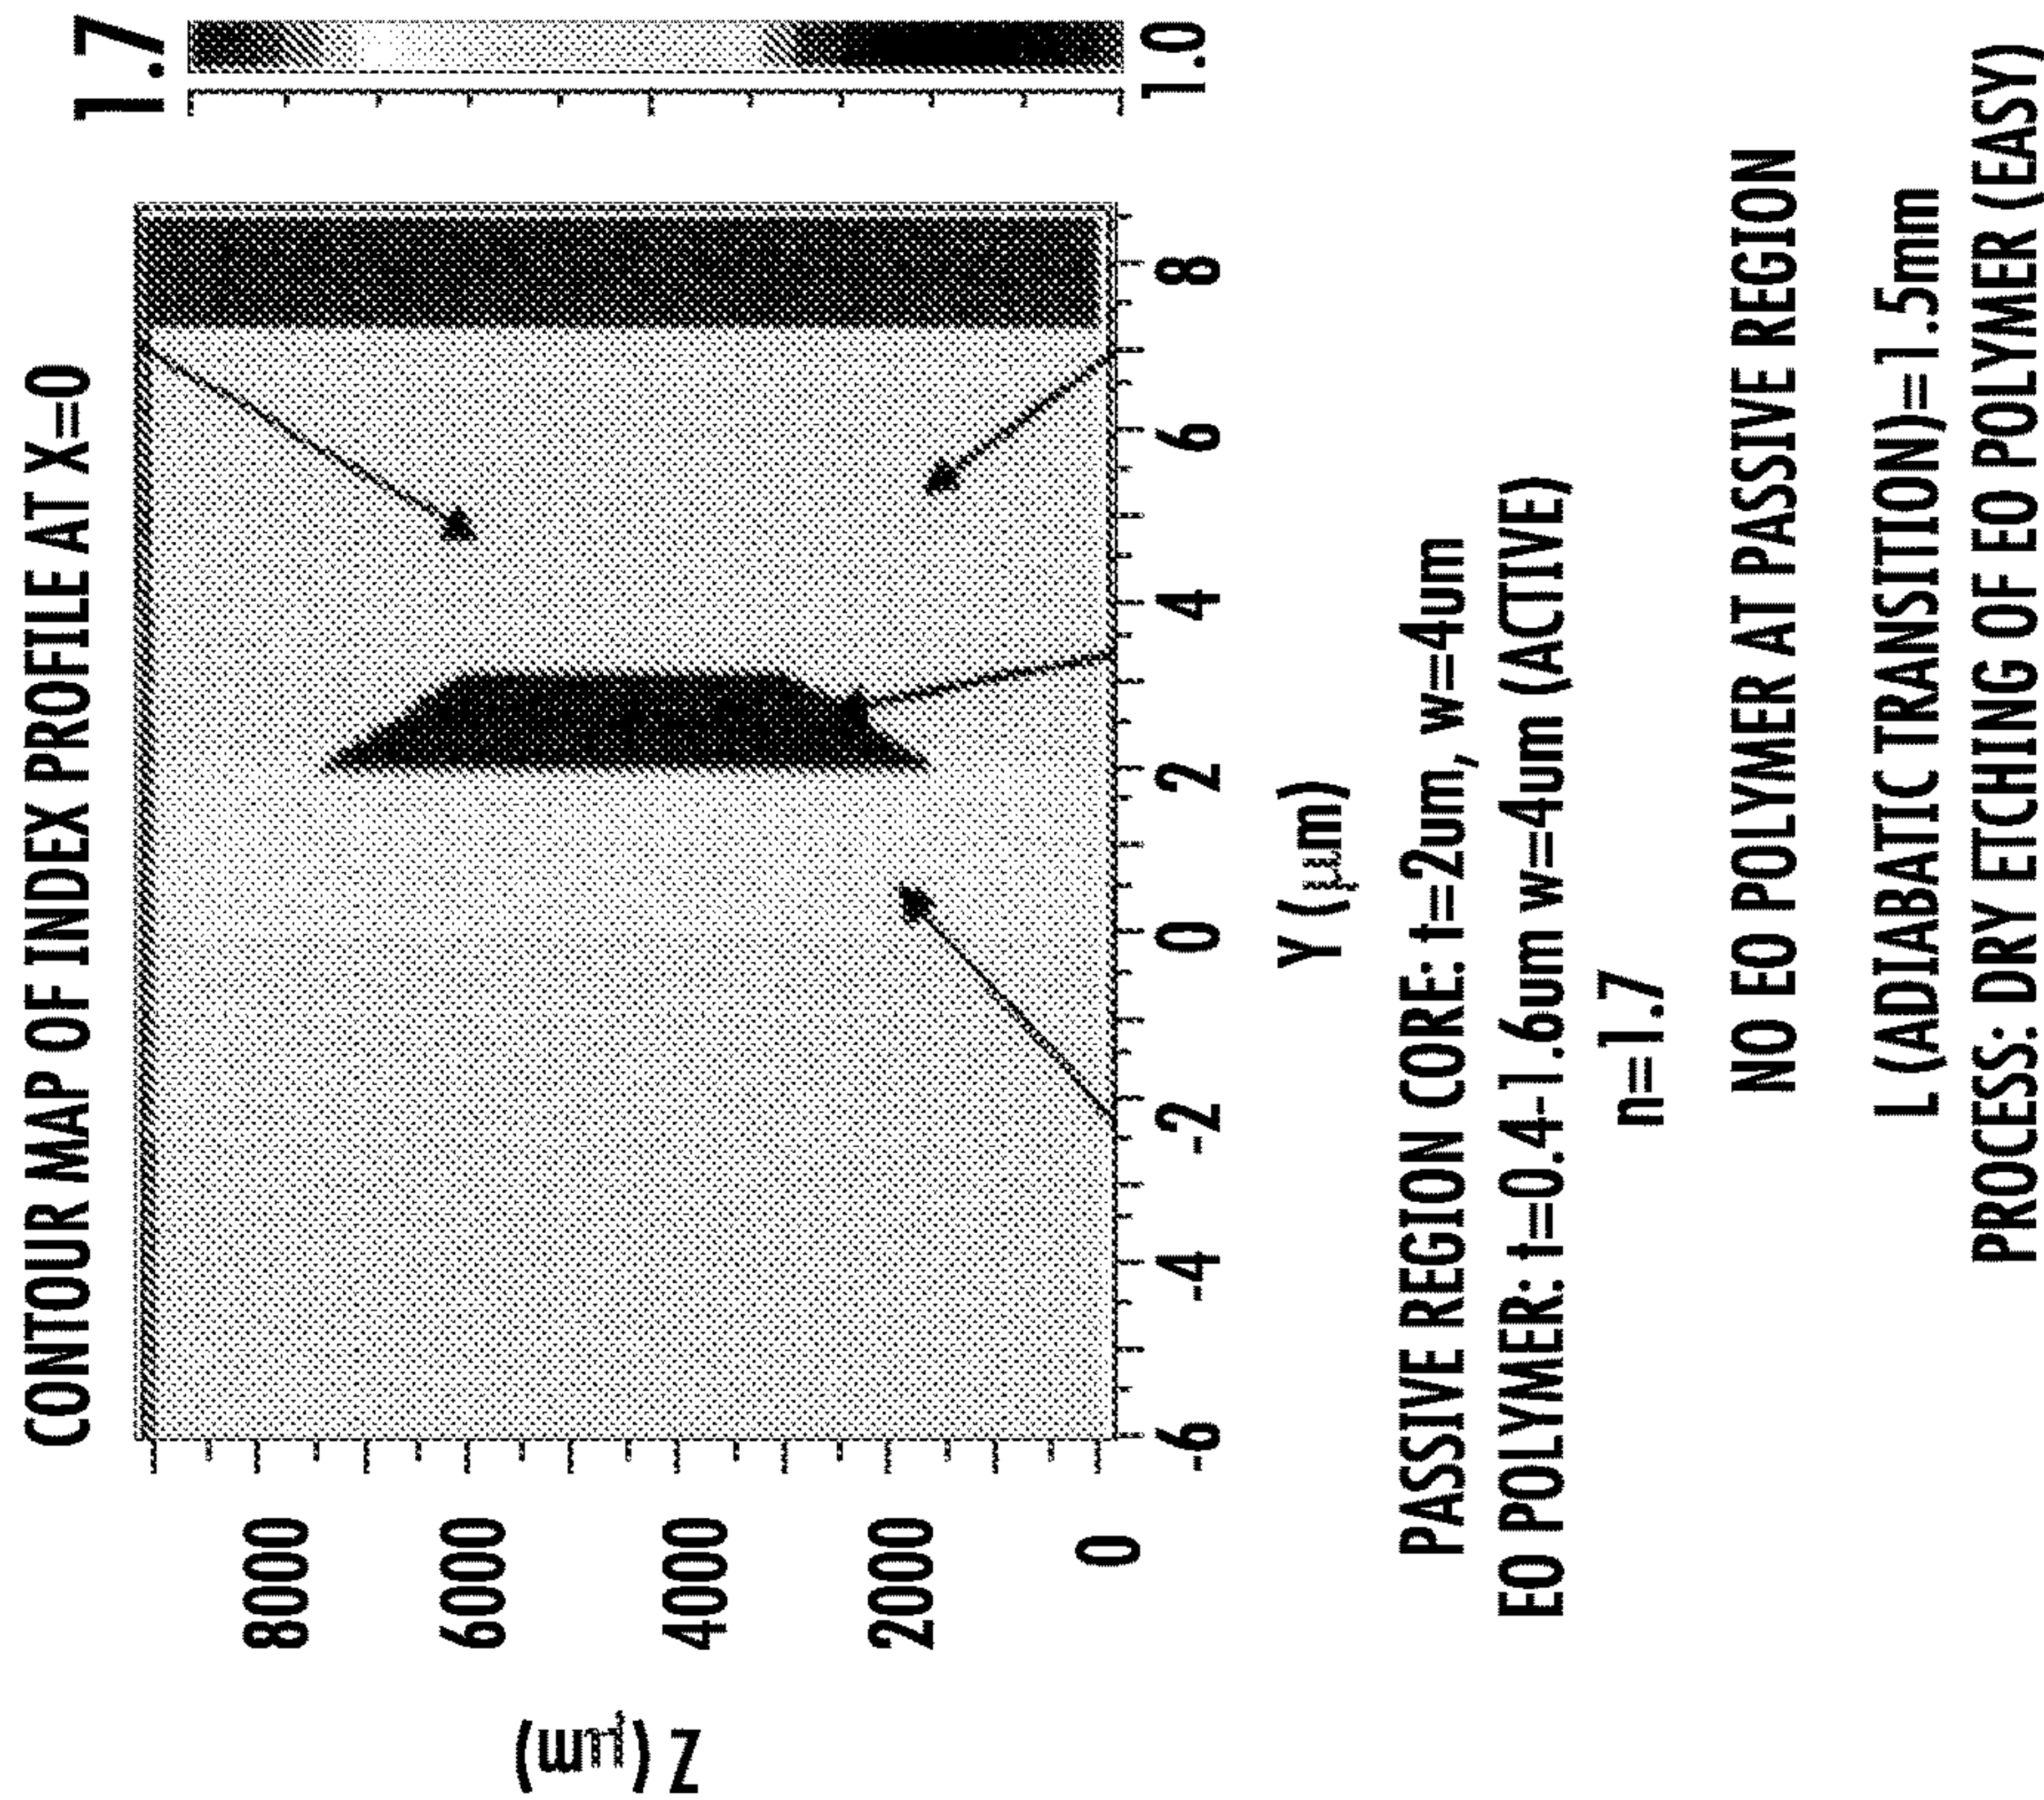 CONTOUR MAP OF INDEX PROFILE AT X=0
1.7
1.0
8000
6000
4000
2000
0
Z (μm)
-6 -4 -2 0 2 4 6 8
Y (μm)
PASSIVE REGION CORE: t=2um, w=4um
EO POLYMER: t=0.4-1.6um w=4um (ACTIVE)
n=1.7
NO EO POLYMER AT PASSIVE REGION
L (ADIABATIC TRANSITION)=1.5mm
PROCESS: DRY ETCHING OF EO POLYMER (EASY)